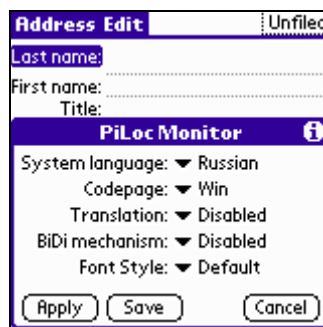 Address Edit Unfiled
Last name:
First name:
Title:
PiLoc Monitor
System language: Russian
Codepage: Win
Translation: Disabled
BiDi mechanism: Disabled
Font Style: Default
Apply Save Cancel